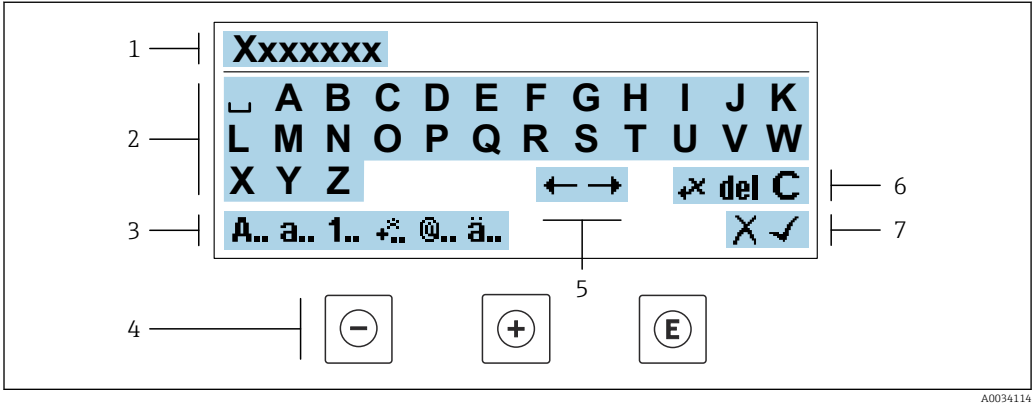 1 Xxxxxxx
2 ␣ A B C D E F G H I J K
L M N O P Q R S T U V W
X Y Z ← → del C 6
3 A.. a.. 1.. +*.. @.. ä.. X ✓ 7
5
4 − + E
A0034114